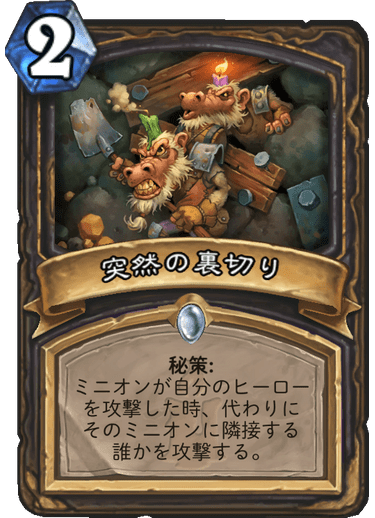 2
突然の裏切り
秘策:
ミニオンが自分のヒーロー
を攻撃した時、代わりに
そのミニオンに隣接する
誰かを攻撃する。